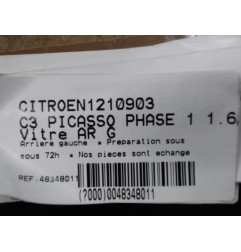 CITROEN1210903
C3 PICASSO PHASE 1 1.6
Vitre AR G
Arriere gauche * Preparation sous
sous 72h * Nos pieces sont echange
REF:48348011
(7000)0048348011